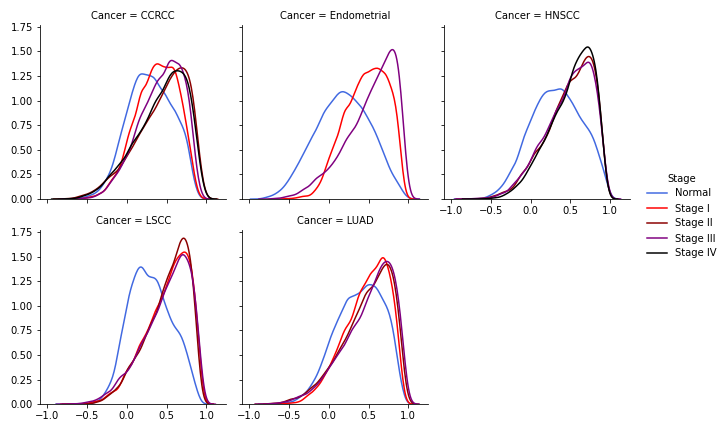 Cancer = CCRCC
Cancer = Endometrial
Cancer = HNSCC
1.75
1.50
1.25
1.00
0.75
0.50
0.25
0.00
−1.0 −0.5 0.0 0.5 1.0
Stage
Normal
Stage I
Stage II
Stage III
Stage IV
Cancer = LSCC
Cancer = LUAD
1.75
1.50
1.25
1.00
0.75
0.50
0.25
0.00
−1.0 −0.5 0.0 0.5 1.0
−1.0 −0.5 0.0 0.5 1.0